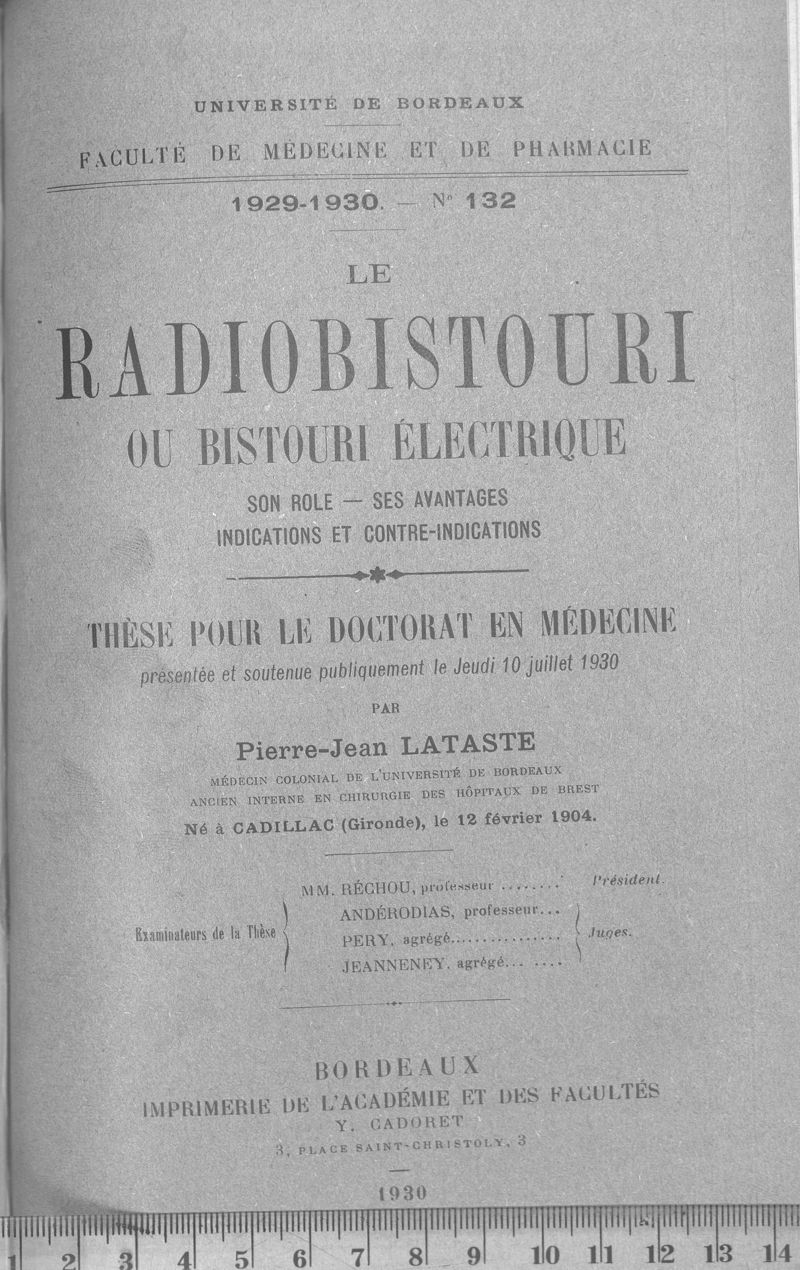 UNIVERSITÉ DE BORDEAUX
FACULTÉ DE MÉDECINE ET DE PHARMACIE
1929-1930. — N° 132
LE
RADIOBISTOURI
OU BISTOURI ÉLECTRIQUE
SON ROLE — SES AVANTAGES
INDICATIONS ET CONTRE-INDICATIONS
THÈSE POUR LE DOCTORAT EN MÉDECINE
présentée et soutenue publiquement le Jeudi 10 juillet 1930
PAR
Pierre-Jean LATASTE
MÉDECIN COLONIAL DE L'UNIVERSITÉ DE BORDEAUX
ANCIEN INTERNE EN CHIRURGIE DES HÔPITAUX DE BREST
Né à CADILLAC (Gironde), le 12 février 1904.
MM. RÉCHOU, professeur ........ Président.
ANDÉRODIAS, professeur...
Examinateurs de la Thèse
PERY, agrégé............... Juges.
JEANNENEY, agrégé... ....
BORDEAUX
IMPRIMERIE DE L'ACADÉMIE ET DES FACULTÉS
Y. CADORET
3, PLACE SAINT-CHRISTOLY, 3
1930
1 2 3 4 5 6 7 8 9 10 11 12 13 14